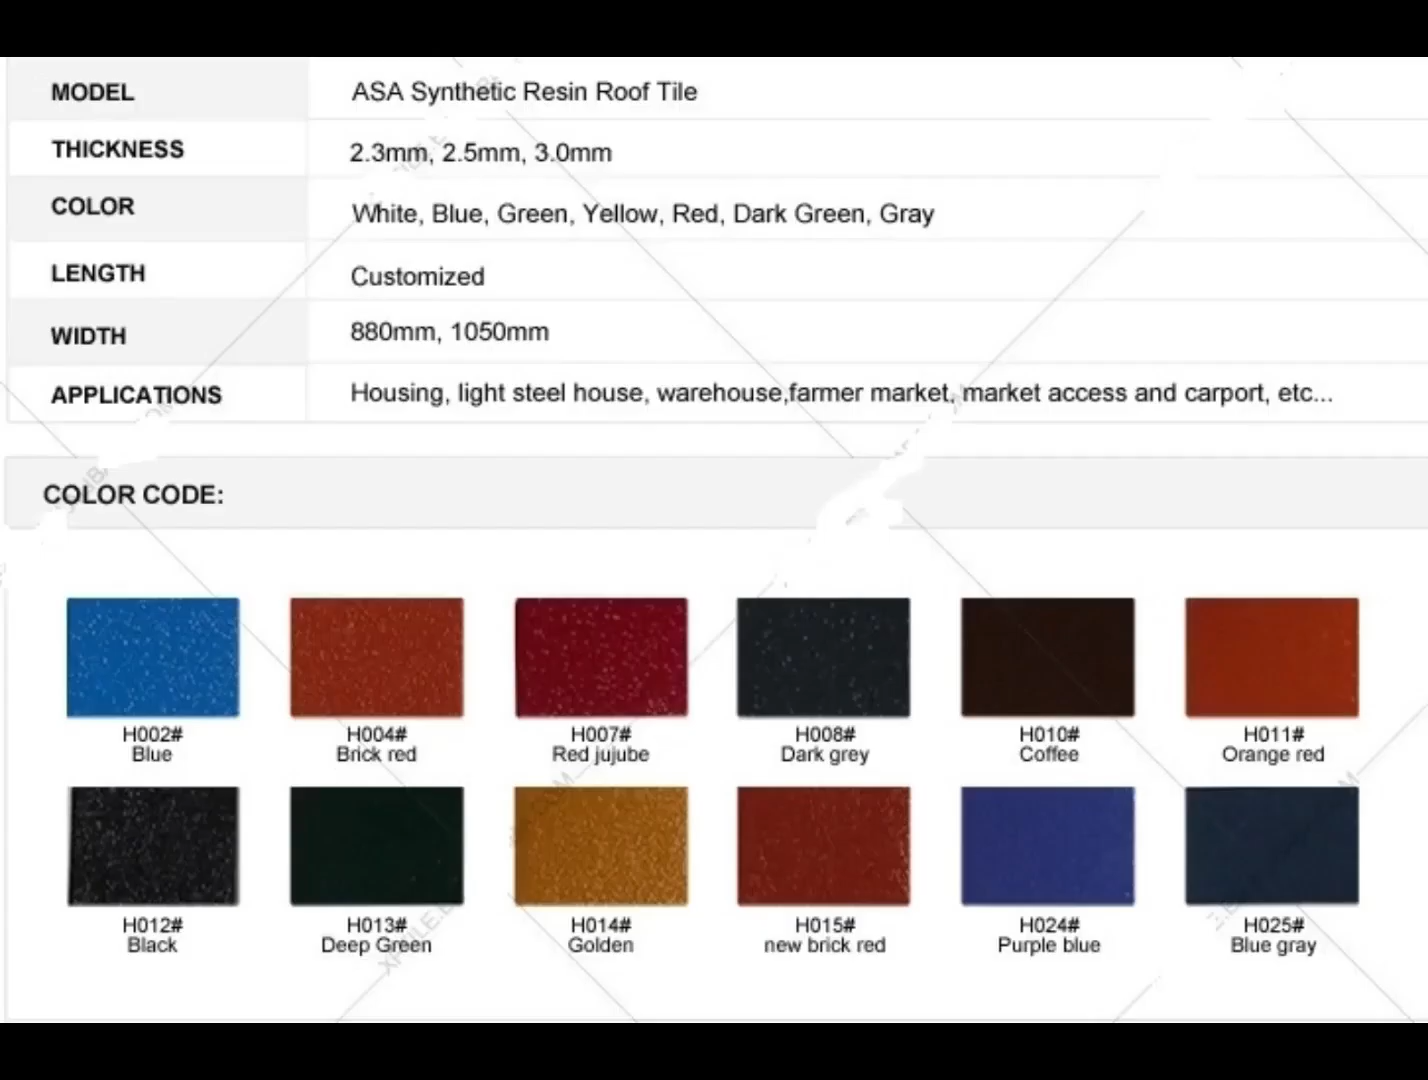 MODEL ASA Synthetic Resin Roof Tile
THICKNESS 2.3mm, 2.5mm, 3.0mm
COLOR White, Blue, Green, Yellow, Red, Dark Green, Gray
LENGTH Customized
WIDTH 880mm, 1050mm
APPLICATIONS Housing, light steel house, warehouse,farmer market, market access and carport, etc...
COLOR CODE:
H002# H004# H007# H008# H010# H011#
Blue Brick red Red jujube Dark grey Coffee Orange red
H012# H013# H014# H015# H024# H025#
Black Deep Green Golden new brick red Purple blue Blue gray